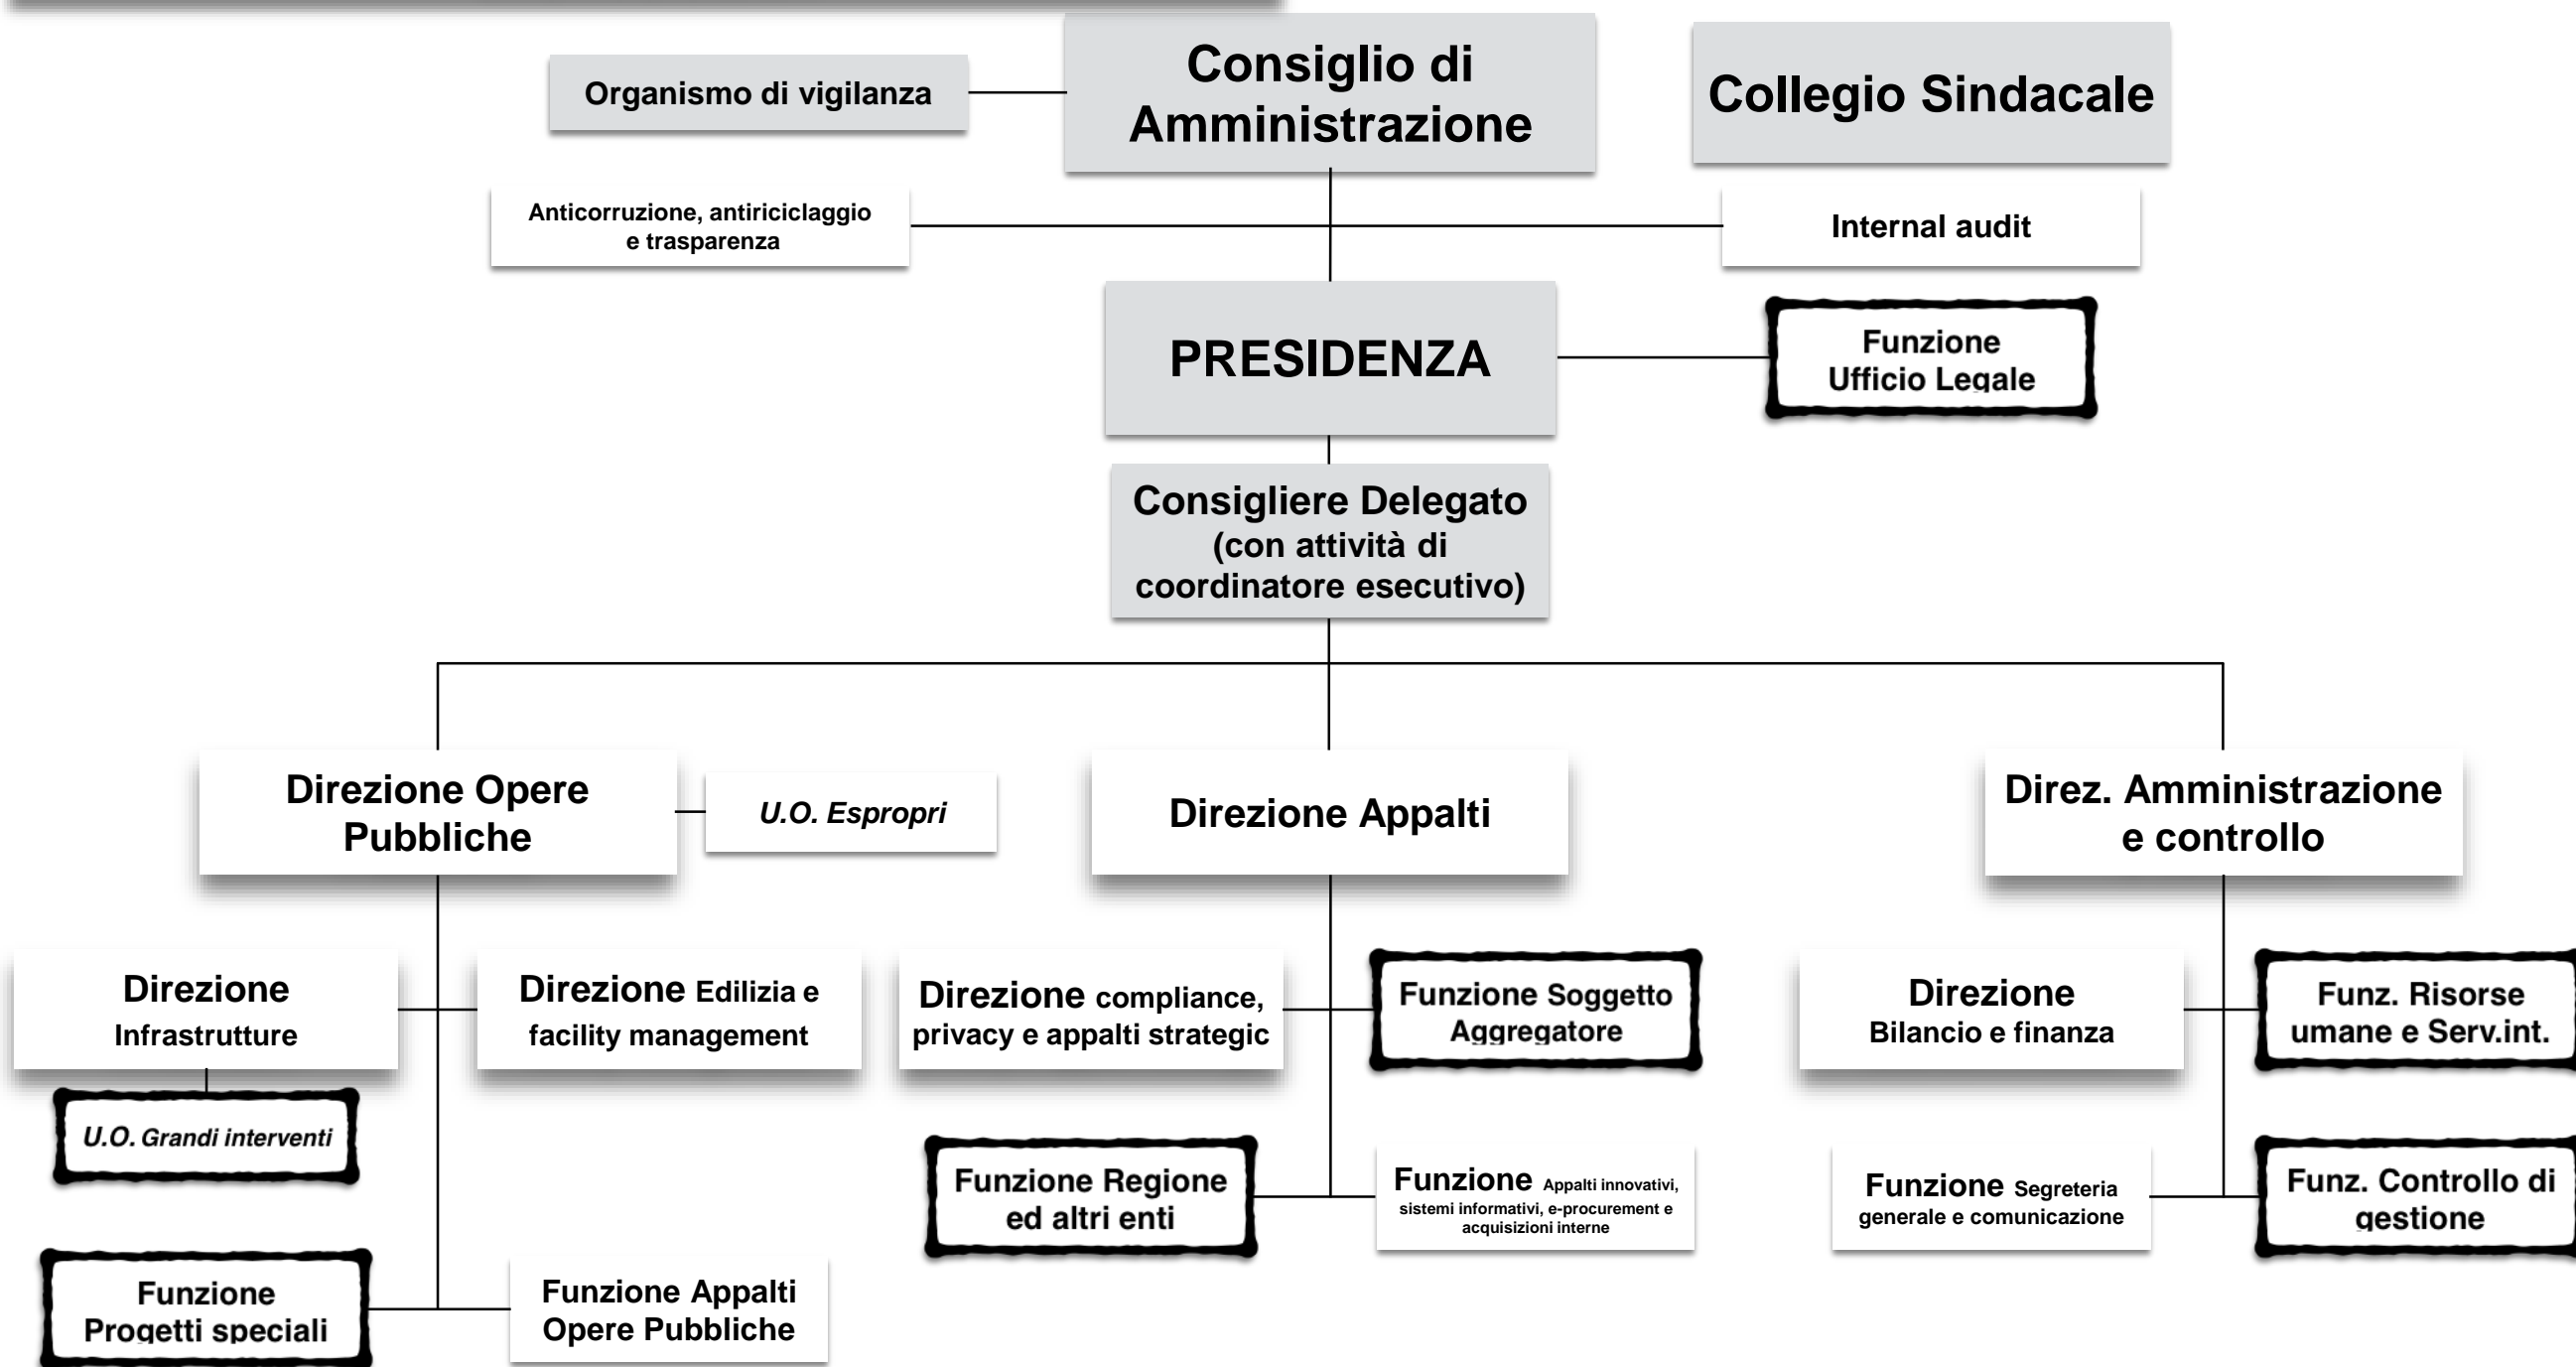 Consiglio di
Amministrazione
Organismo di vigilanza
Collegio Sindacale
Anticorruzione, antiriciclaggio
e trasparenza
Internal audit
PRESIDENZA
Funzione
Ufficio Legale
Consigliere Delegato
(con attività di
coordinatore esecutivo)
Direzione Opere
Pubbliche
U.O. Espropri
Direzione Appalti
Direz. Amministrazione
e controllo
Direzione
Infrastrutture
Direzione Edilizia e
facility management
Direzione compliance,
privacy e appalti strategic
Funzione Soggetto
Aggregatore
Direzione
Bilancio e finanza
Funz. Risorse
umane e Serv.int.
U.O. Grandi interventi
Funzione Regione
ed altri enti
Funzione Appalti innovativi,
sistemi informativi, e-procurement e
acquisizioni interne
Funzione Segreteria
generale e comunicazione
Funz. Controllo di
gestione
Funzione
Progetti speciali
Funzione Appalti
Opere Pubbliche